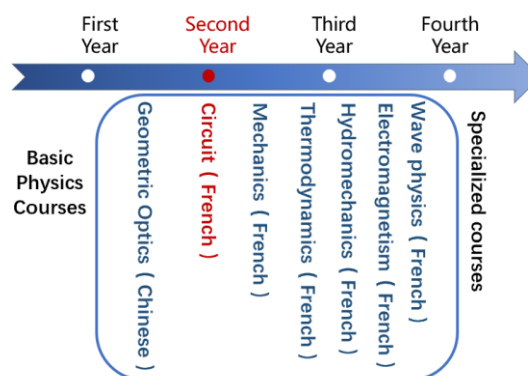 First
Year
Second
Year
Third
Year
Fourth
Year
Basic
Physics
Courses
Geometric Optics ( Chinese )
Circuit ( French )
Mechanics ( French )
Thermodynamics ( French )
Hydromechanics ( French )
Electromagnetism ( French )
Wave physics ( French )
Specialized courses